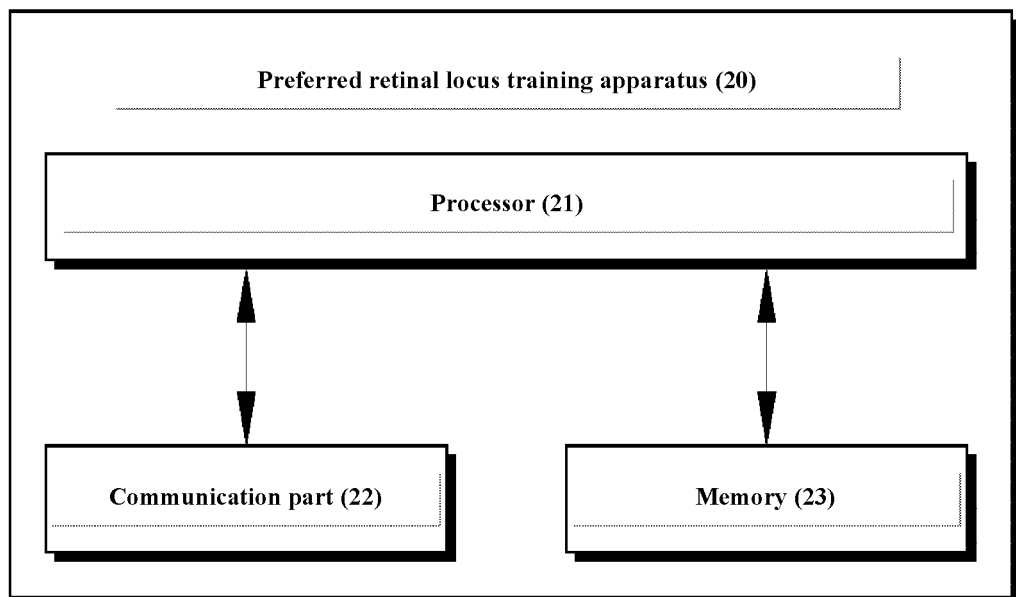 Preferred retinal locus training apparatus (20)
Processor (21)
Communication part (22)
Memory (23)